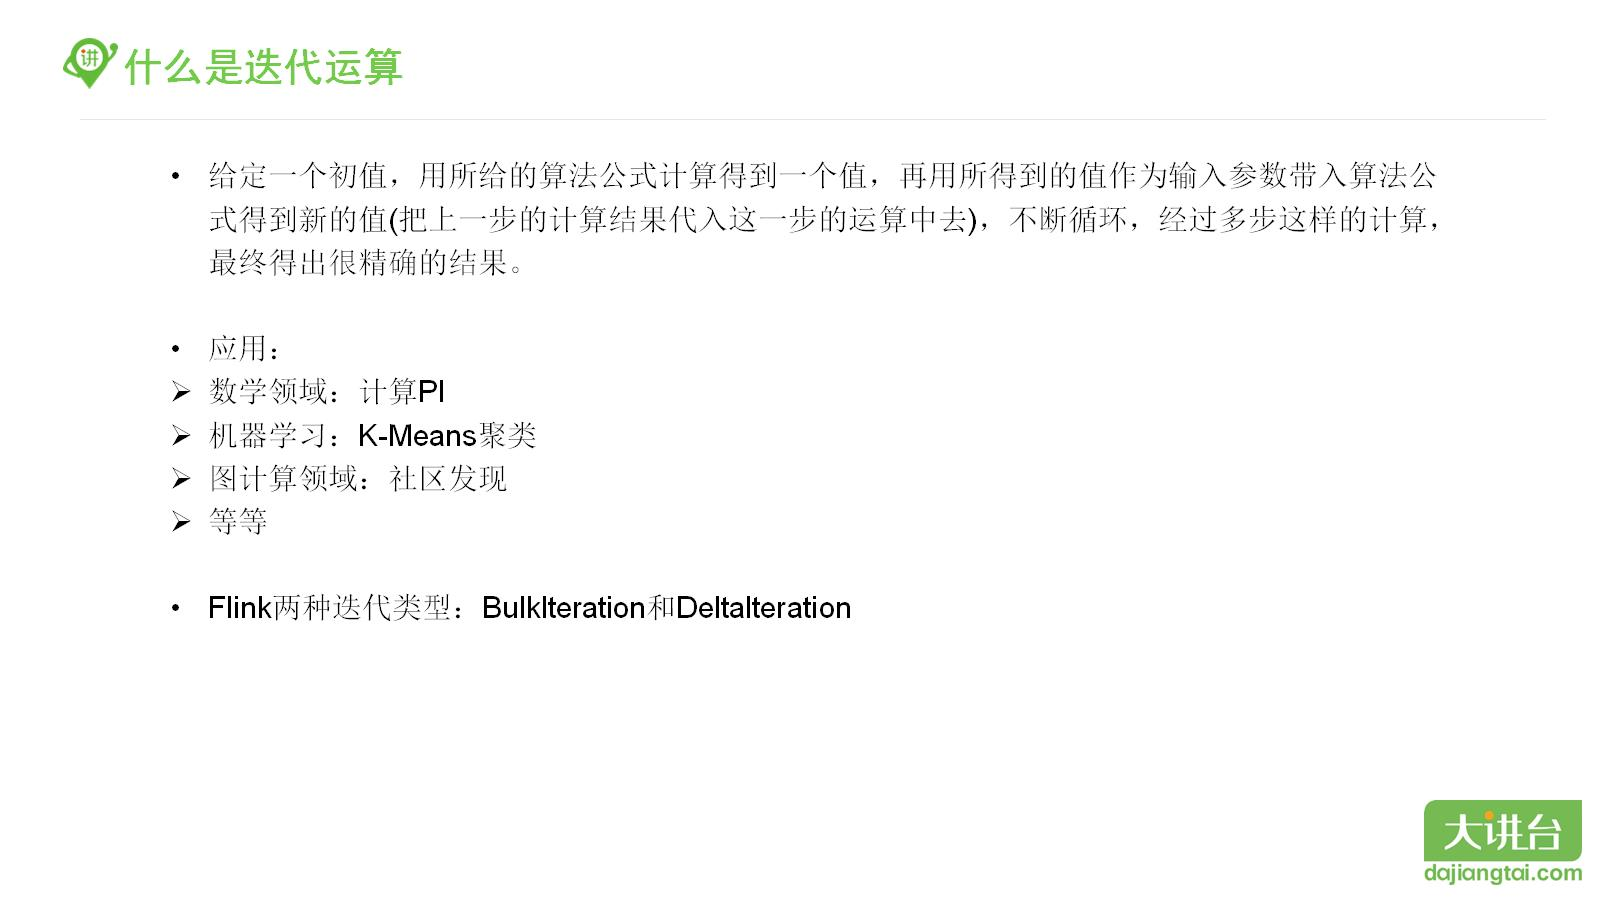 讲
什么是迭代运算
• 给定一个初值，用所给的算法公式计算得到一个值，再用所得到的值作为输入参数带入算法公
式得到新的值(把上一步的计算结果代入这一步的运算中去)，不断循环，经过多步这样的计算，
最终得出很精确的结果。
• 应用：
➢ 数学领域：计算PI
➢ 机器学习：K-Means聚类
➢ 图计算领域：社区发现
➢ 等等
• Flink两种迭代类型：BulkIteration和DeltaIteration
大讲台
dajiangtai.com